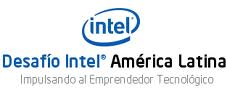 intel
Desafío Intel® América Latina
Impulsando al Emprendedor Tecnológico